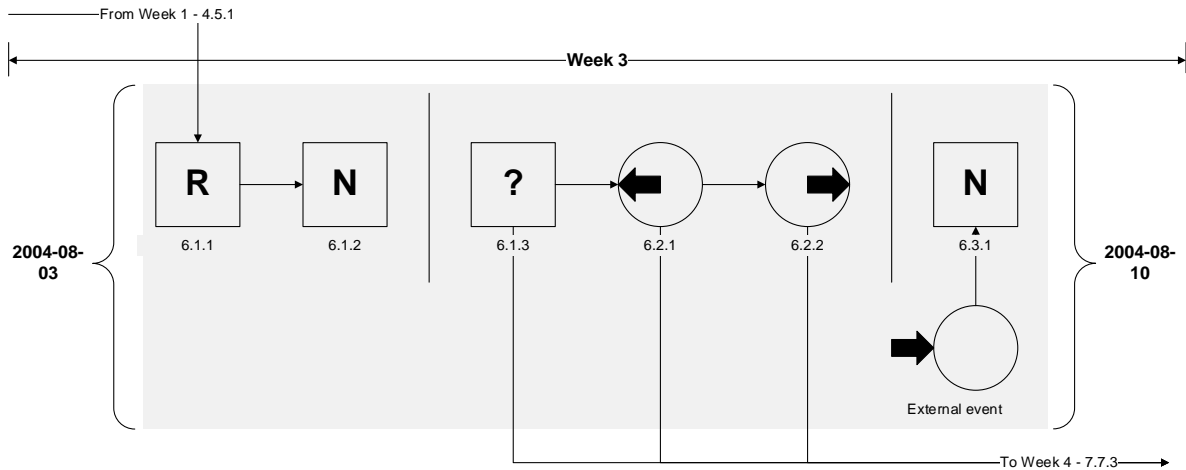 From Week 1 - 4.5.1
Week 3
R
N
?
N
6.1.1
6.1.2
6.1.3
6.2.1
6.2.2
6.3.1
2004-08-
03
2004-08-
10
External event
To Week 4 - 7.7.3